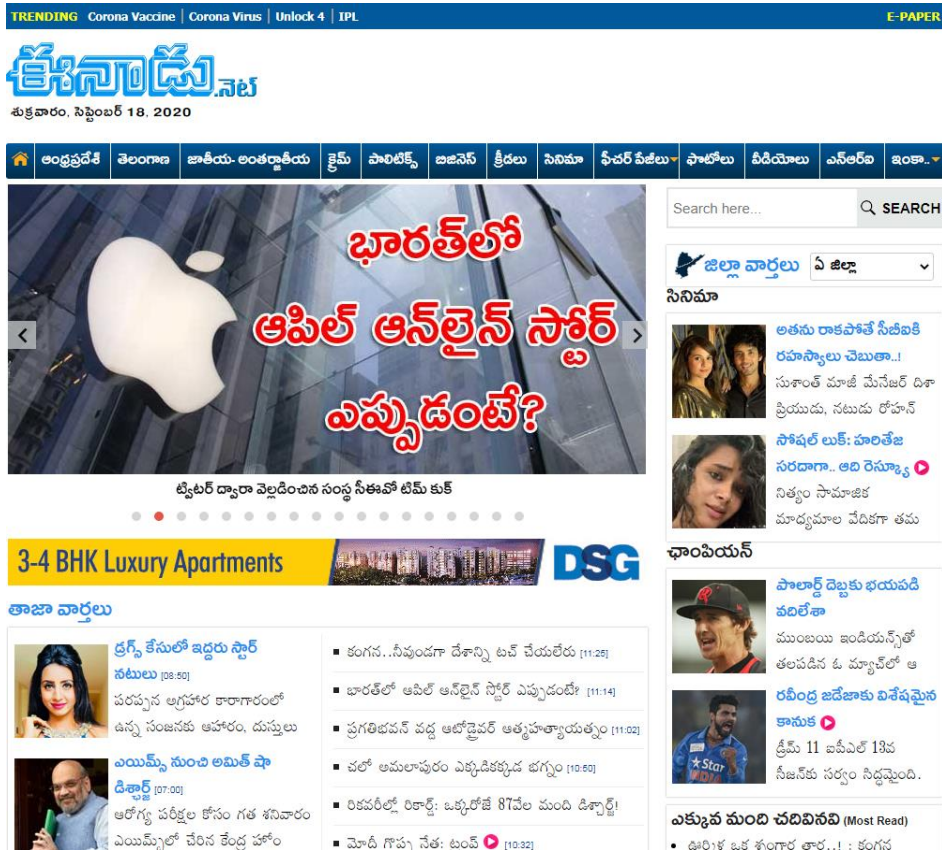 TRENDING Corona Vaccine | Corona Virus | Unlock 4 | IPL
E-PAPER
ఈనాడు.నెట్
శుక్రవారం, సెప్టెంబర్ 18, 2020
ఆంధ్రప్రదేశ్
తెలంగాణ
జాతీయ- అంతర్జాతీయ
క్రైమ్
పాలిటిక్స్
బిజినెస్
క్రీడలు
సినిమా
ఫీచర్ పేజీలు
ఫొటోలు
వీడియోలు
ఎన్ఆర్ఐ
ఇంకా..
భారత్‌లో
ఆపిల్ ఆన్‌లైన్ స్టోర్
ఎప్పుడంటే?
ట్విటర్ ద్వారా వెల్లడించిన సంస్థ సీఈవో టిమ్ కుక్
3-4 BHK Luxury Apartments
DSG
తాజా వార్తలు
డ్రగ్స్ కేసులో ఇద్దరు స్టార్
నటులు [08:50]
పరప్పన అగ్రహార కారాగారంలో
ఉన్న సంజనకు ఆహారం, దుస్తులు
ఎయిమ్స్ నుంచి అమిత్ షా
డిశ్చార్జ్ [07:00]
ఆరోగ్య పరీక్షల కోసం గత శనివారం
ఎయిమ్స్‌లో చేరిన కేంద్ర హోం
కంగన..నీవుండగా దేశాన్ని టచ్ చేయలేరు [11:25]
భారత్‌లో ఆపిల్ ఆన్‌లైన్ స్టోర్ ఎప్పుడంటే? [11:14]
ప్రగతిభవన్ వద్ద ఆటోడ్రైవర్ ఆత్మహత్యాయత్నం [11:02]
చలో అమలాపురం ఎక్కడికక్కడ భగ్నం [10:50]
రికవరీల్లో రికార్డ్: ఒక్కరోజే 87వేల మంది డిశ్చార్జ్!
మోదీ గొప్ప నేత: ట్రంప్ [10:32]
Search here...
SEARCH
జిల్లా వార్తలు
ఏ జిల్లా
సినిమా
అతను రాకపోతే సీబీఐకి
రహస్యాలు చెబుతా..!
సుశాంత్ మాజీ మేనేజర్ దిశా
ప్రియుడు, నటుడు రోహన్
సోషల్ లుక్: హరితేజ
సరదాగా.. ఆది రెస్క్యూ
నిత్యం సామాజిక
మాధ్యమాల వేదికగా తమ
ఛాంపియన్
పొలార్డ్ దెబ్బకు భయపడి
వదిలేశా
ముంబయి ఇండియన్స్‌తో
తలపడిన ఓ మ్యాచ్‌లో ఆ
రవీంద్ర జడేజాకు విశేషమైన
కానుక
డ్రీమ్ 11 ఐపీఎల్ 13వ
సీజన్‌కు సర్వం సిద్ధమైంది.
ఎక్కువ మంది చదివినవి (Most Read)
ఊర్మిళ ఒక శృంగార తార..! : కంగన